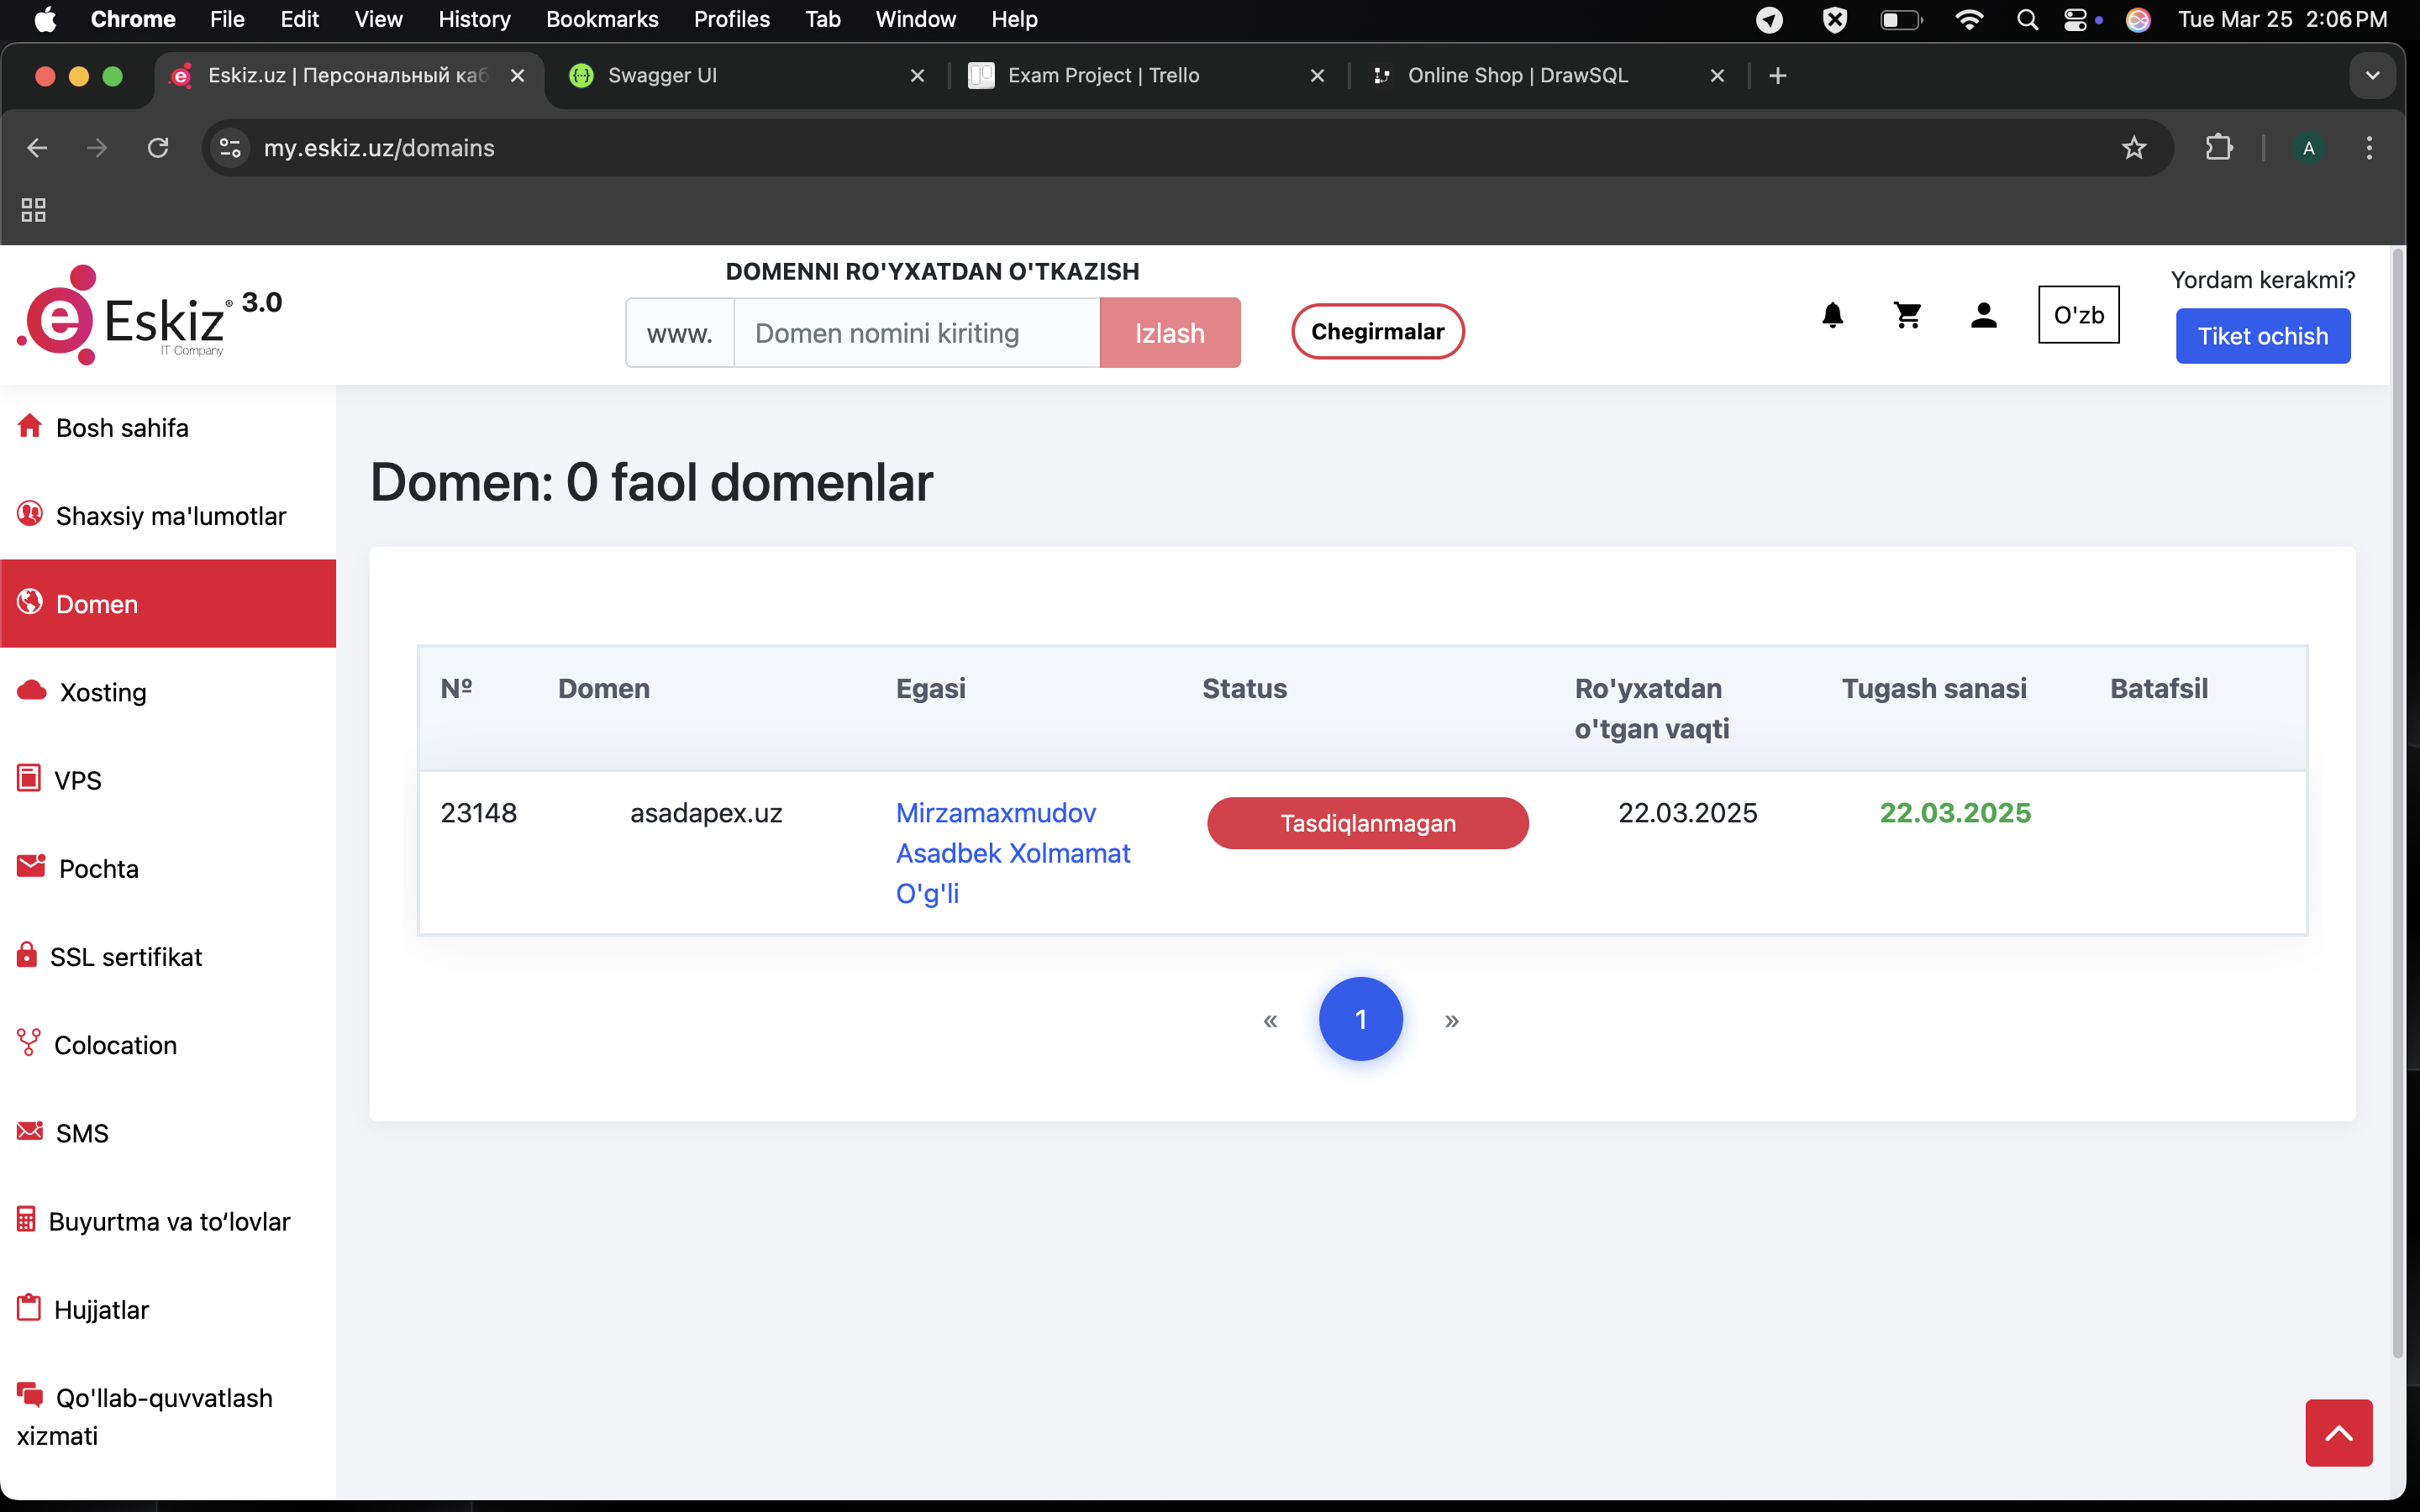 Chrome File Edit View History Bookmarks Profiles Tab Window Help Tue Mar 25 2:06 PM
Eskiz.uz | Персональный каб Swagger UI Exam Project | Trello Online Shop | DrawSQL
my.eskiz.uz/domains A
e Eskiz® 3.0
IT Company
DOMENNI RO'YXATDAN O'TKAZISH
www. Domen nomini kiriting Izlash Chegirmalar
O'zb
Yordam kerakmi?
Tiket ochish
Bosh sahifa
Shaxsiy ma'lumotlar
Domen
Xosting
VPS
Pochta
SSL sertifikat
Colocation
SMS
Buyurtma va to‘lovlar
Hujjatlar
Qo'llab-quvvatlash
xizmati
Domen: 0 faol domenlar
Nº Domen Egasi Status Ro'yxatdan Tugash sanasi Batafsil
o'tgan vaqti
23148 asadapex.uz Mirzamaxmudov Tasdiqlanmagan 22.03.2025 22.03.2025
Asadbek Xolmamat
O'g'li
« 1 »